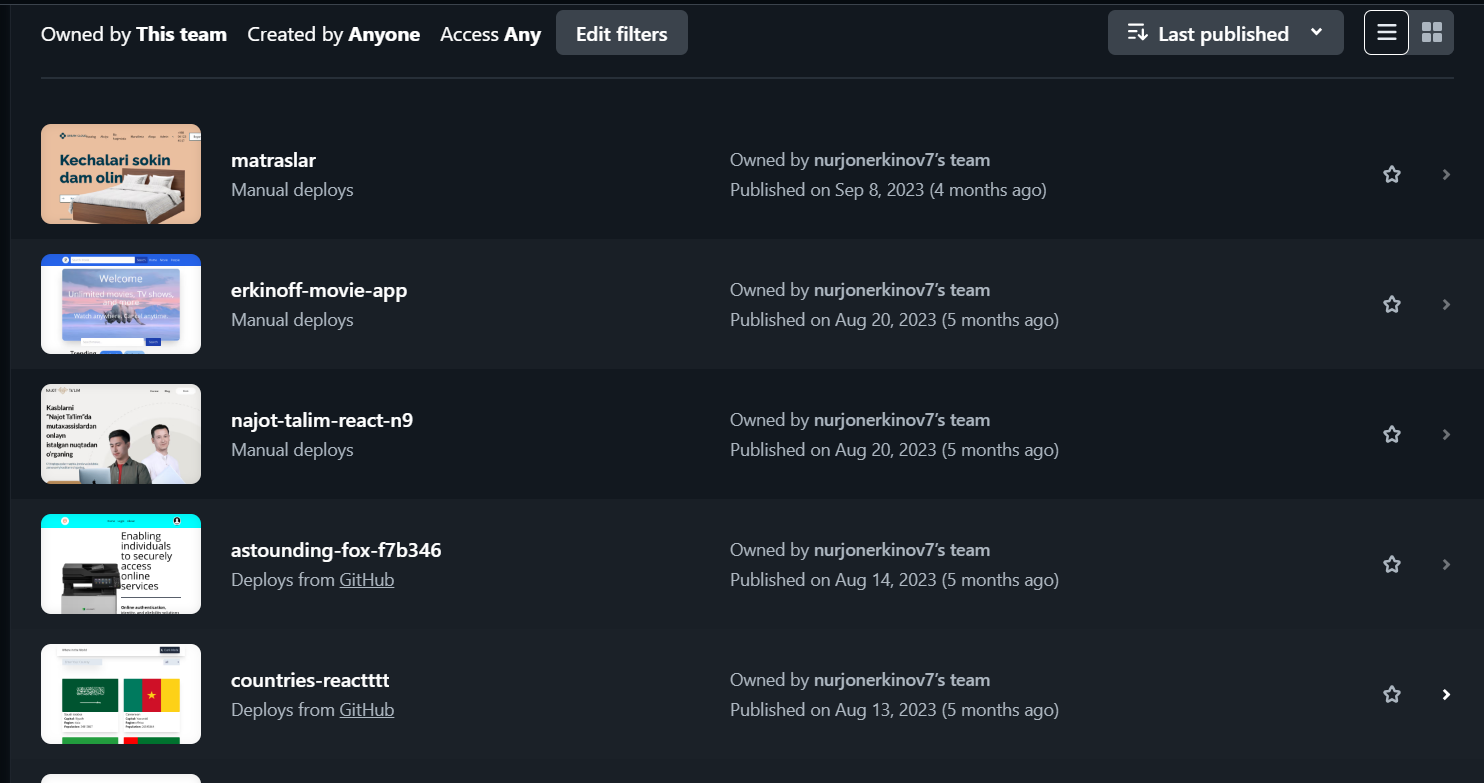 Owned by This team Created by Anyone Access Any Edit filters Last published
Kechalari sokin
dam olin
matraslar
Manual deploys
Owned by nurjonerkinov7’s team
Published on Sep 8, 2023 (4 months ago)
Welcome
Unlimited movies, TV shows,
and more.
Watch anywhere. Cancel anytime.
Trending
erkinoff-movie-app
Manual deploys
Owned by nurjonerkinov7’s team
Published on Aug 20, 2023 (5 months ago)
NAJOT TA'LIM
Kasblarni
"Najot Ta'lim"da
mutaxassislardan
onlayn
istalgan nuqtadan
o'rganing
najot-talim-react-n9
Manual deploys
Owned by nurjonerkinov7’s team
Published on Aug 20, 2023 (5 months ago)
Enabling
individuals
to securely
access
online
services
Online authentication,
astounding-fox-f7b346
Deploys from GitHub
Owned by nurjonerkinov7’s team
Published on Aug 14, 2023 (5 months ago)
countries-reactttt
Deploys from GitHub
Owned by nurjonerkinov7’s team
Published on Aug 13, 2023 (5 months ago)